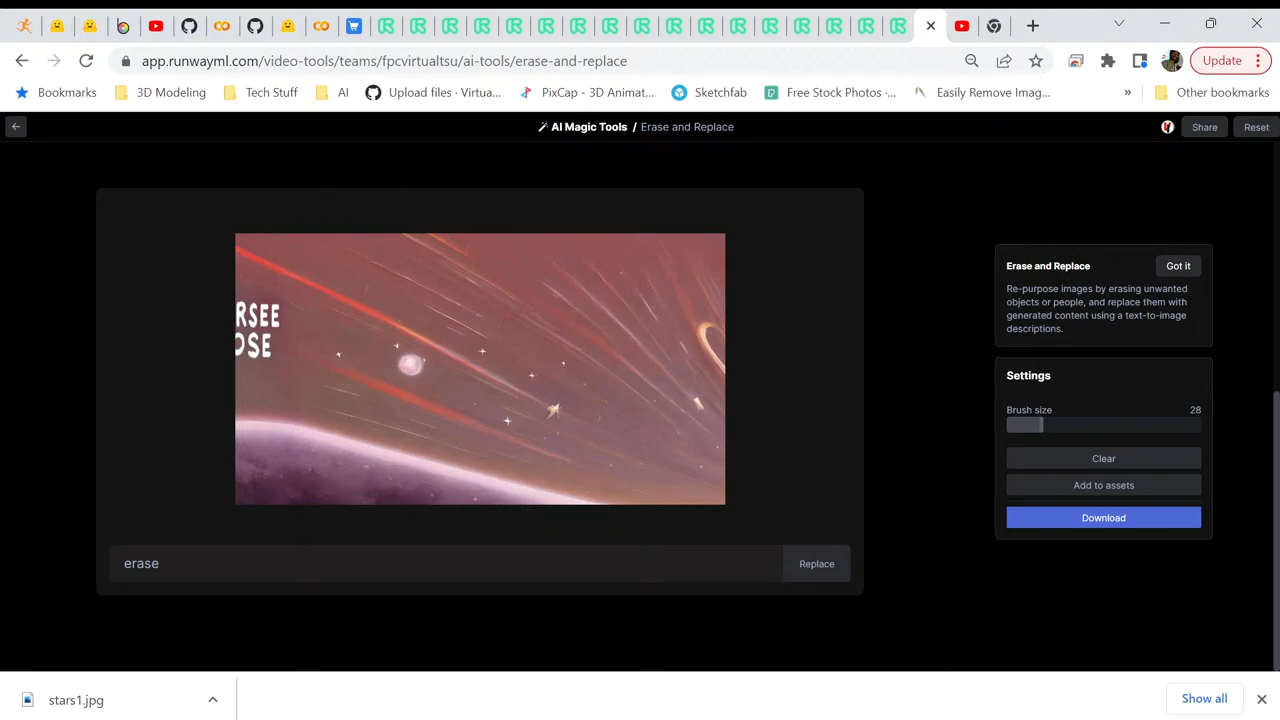 Update
app.runwayml.com/video-tools/teams/fpcvirtualtsu/ai-tools/erase-and-replace
Bookmarks
3D Modeling
Tech Stuff
AI
Upload files · Virtua...
PixCap - 3D Animat...
Sketchfab
Free Stock Photos ·...
Easily Remove Imag...
»
Other bookmarks
AI Magic Tools / Erase and Replace
Share
Reset
Erase and Replace
Got it
Re-purpose images by erasing unwanted
objects or people, and replace them with
generated content using a text-to-image
descriptions.
RSEE
OSE
Settings
Brush size 28
Clear
Add to assets
Download
erase
Replace
stars1.jpg
Show all